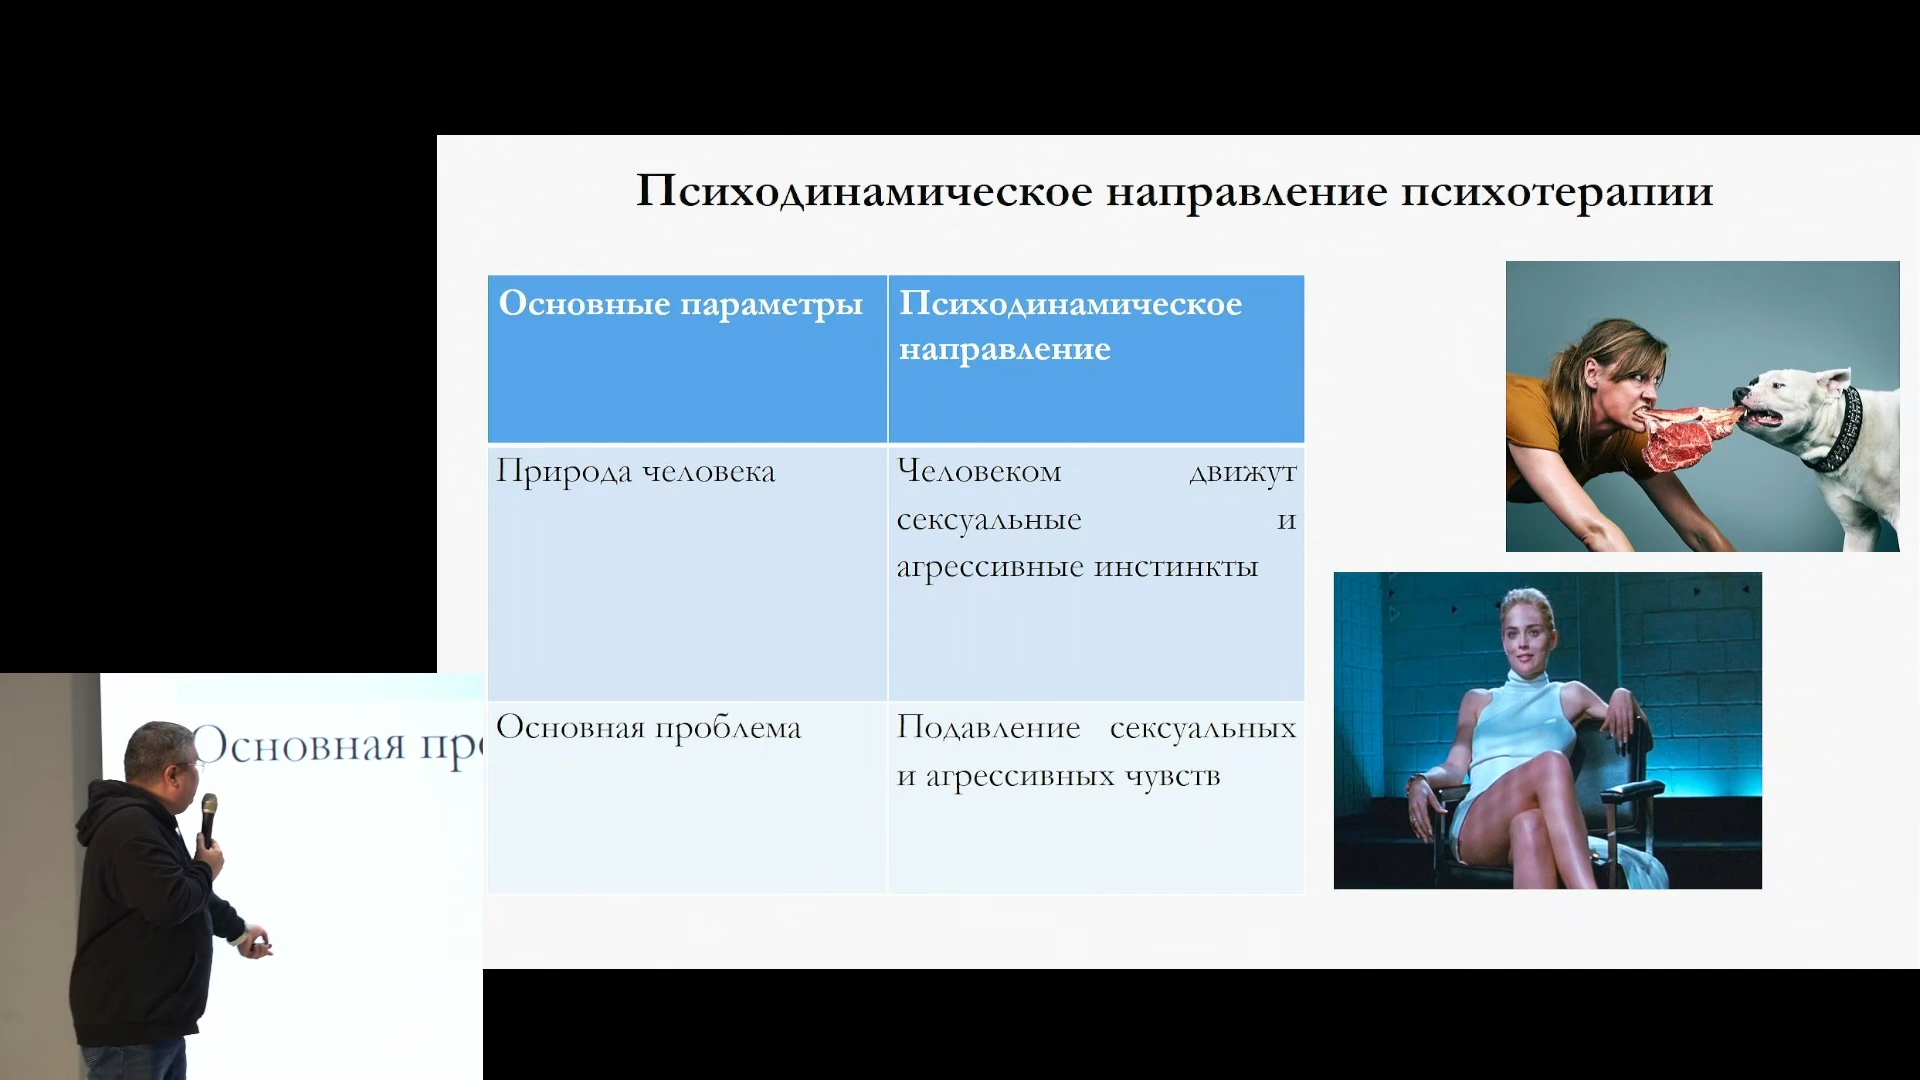 Психодинамическое направление психотерапии
Основные параметры
Психодинамическое
направление
Природа человека
Человеком движут
сексуальные и
агрессивные инстинкты
Основная проблема
Подавление сексуальных
и агрессивных чувств
Основная